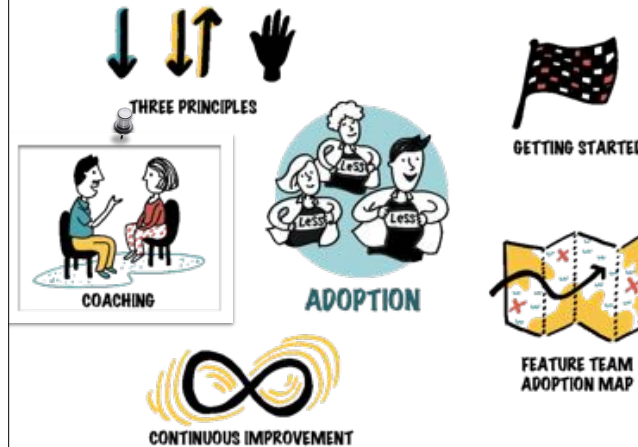 THREE PRINCIPLES
GETTING STARTED
LeSS
LeSS
LeSS
COACHING
ADOPTION
FEATURE TEAM
ADOPTION MAP
CONTINUOUS IMPROVEMENT